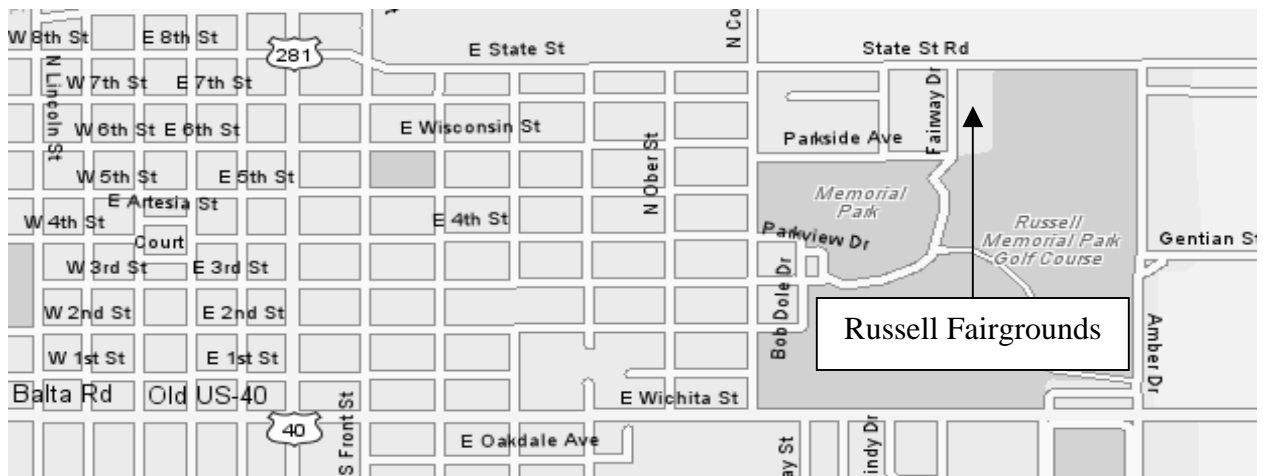 W 8th St
E 8th St
281
E State St
N Co
State St Rd
N Lincoln St
W 7th St
E 7th St
Fairway Dr
W 6th St
E 6th St
E Wisconsin St
Parkside Ave
N Ober St
W 5th St
E 5th St
E Artesia St
Memorial
Park
W 4th St
E 4th St
Court
Parkview Dr
Russell
Memorial Park
Golf Course
Gentian St
W 3rd St
E 3rd St
Bob Dole Dr
W 2nd St
E 2nd St
Russell Fairgrounds
Amber Dr
W 1st St
E 1st St
Balta Rd
Old US-40
E Wichita St
40
S Front St
E Oakdale Ave
ay St
indy Dr